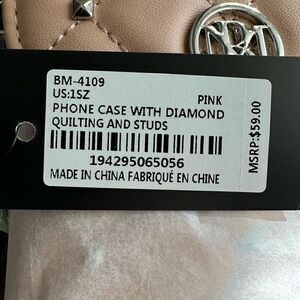 BM-4109
US:1SZ PINK
PHONE CASE WITH DIAMOND
QUILTING AND STUDS
194295065056
MADE IN CHINA FABRIQUÉ EN CHINE
MSRP:$59.00